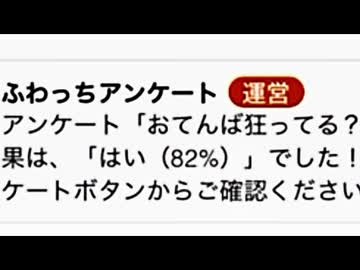 ふわっちアンケート 運営
アンケート「おてんば狂ってる？
果は、「はい（82%）」でした！
ケートボタンからご確認ください